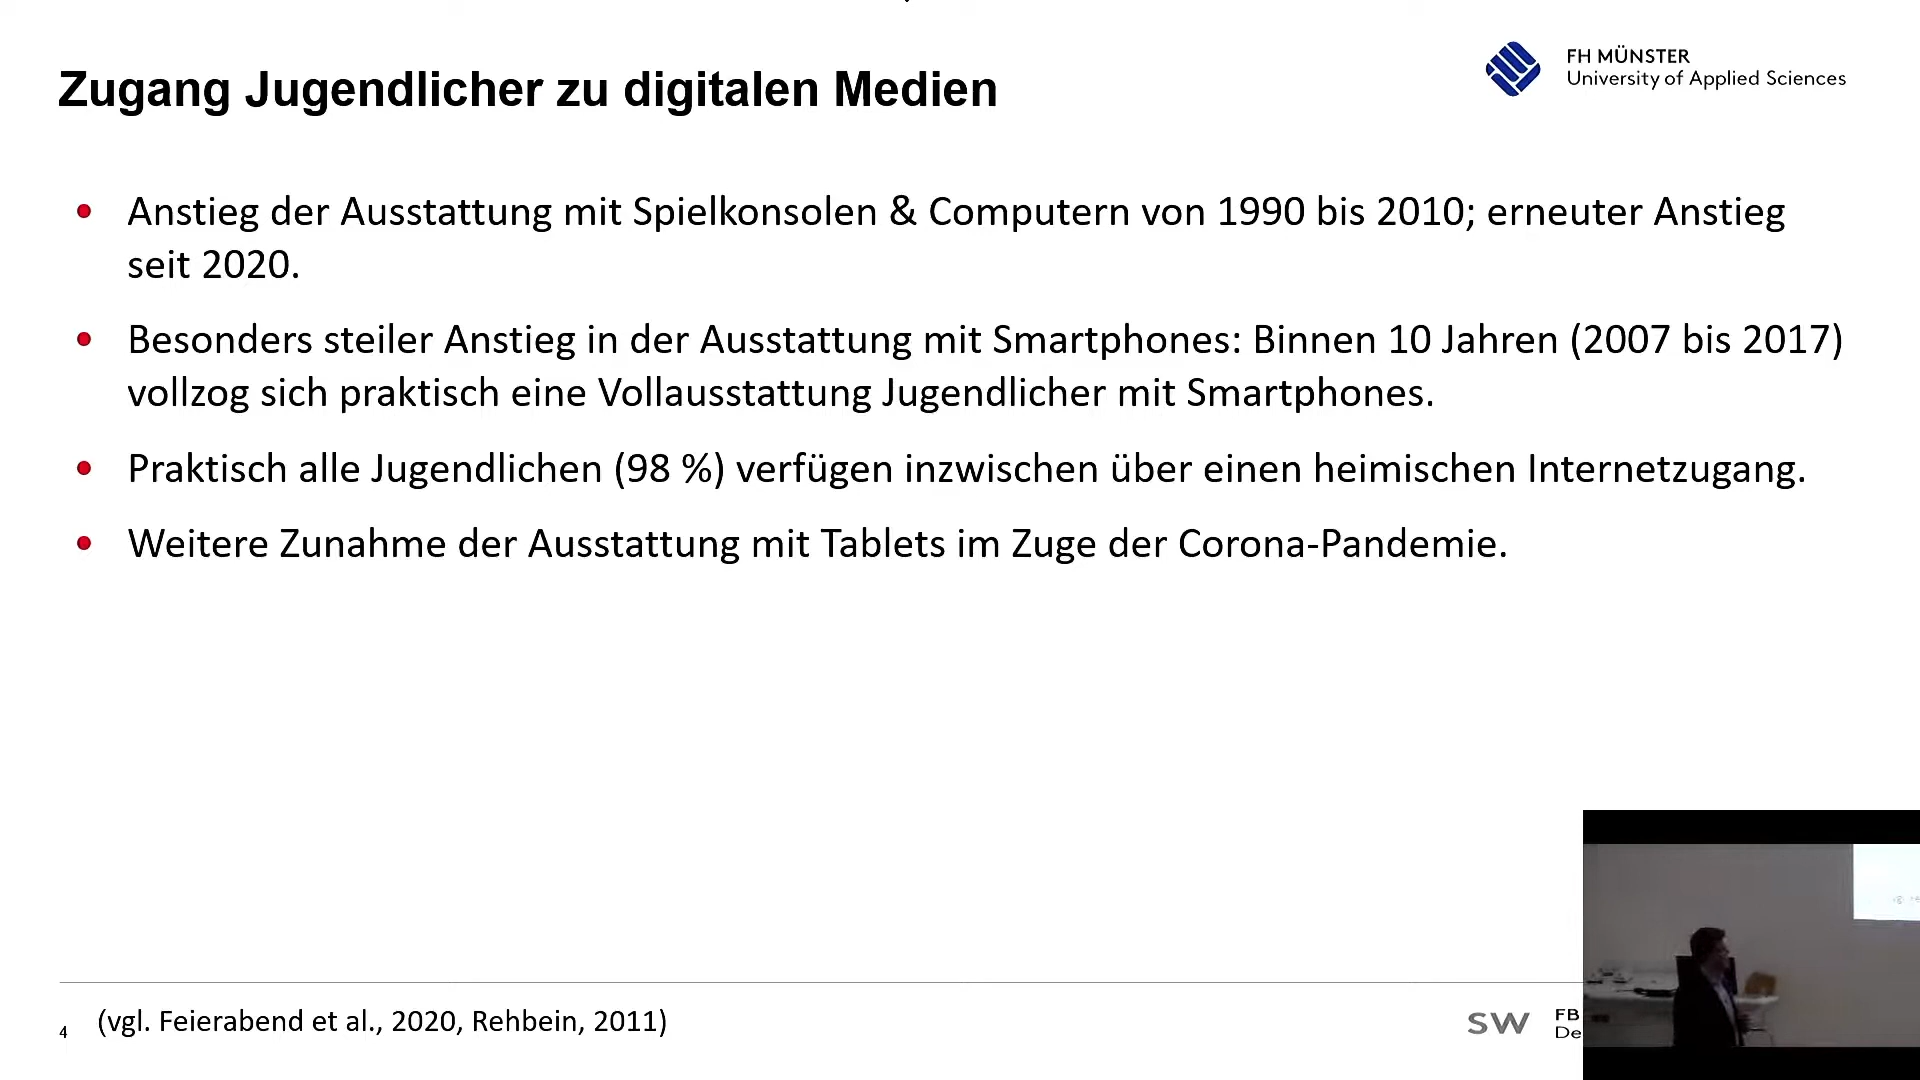 Zugang Jugendlicher zu digitalen Medien
FH MÜNSTER
University of Applied Sciences
• Anstieg der Ausstattung mit Spielkonsolen & Computern von 1990 bis 2010; erneuter Anstieg
seit 2020.
• Besonders steiler Anstieg in der Ausstattung mit Smartphones: Binnen 10 Jahren (2007 bis 2017)
vollzog sich praktisch eine Vollausstattung Jugendlicher mit Smartphones.
• Praktisch alle Jugendlichen (98 %) verfügen inzwischen über einen heimischen Internetzugang.
• Weitere Zunahme der Ausstattung mit Tablets im Zuge der Corona-Pandemie.
4 (vgl. Feierabend et al., 2020, Rehbein, 2011)
SW
FB
De